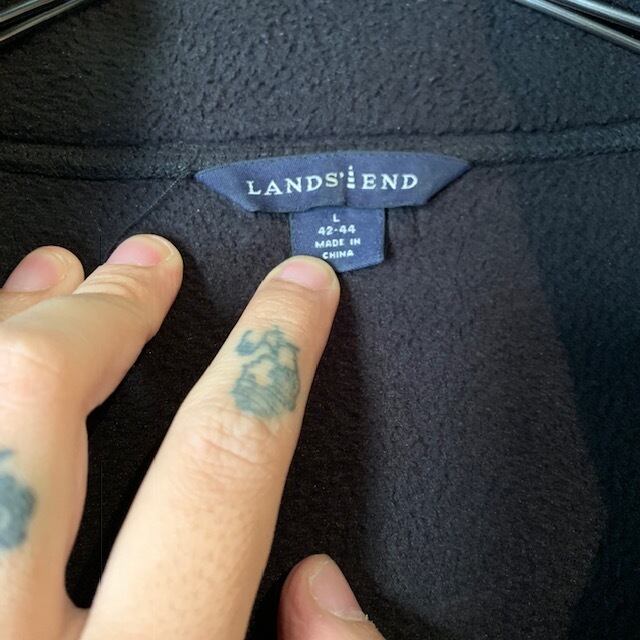 LANDS' END
L
42-44
MADE IN
CHINA